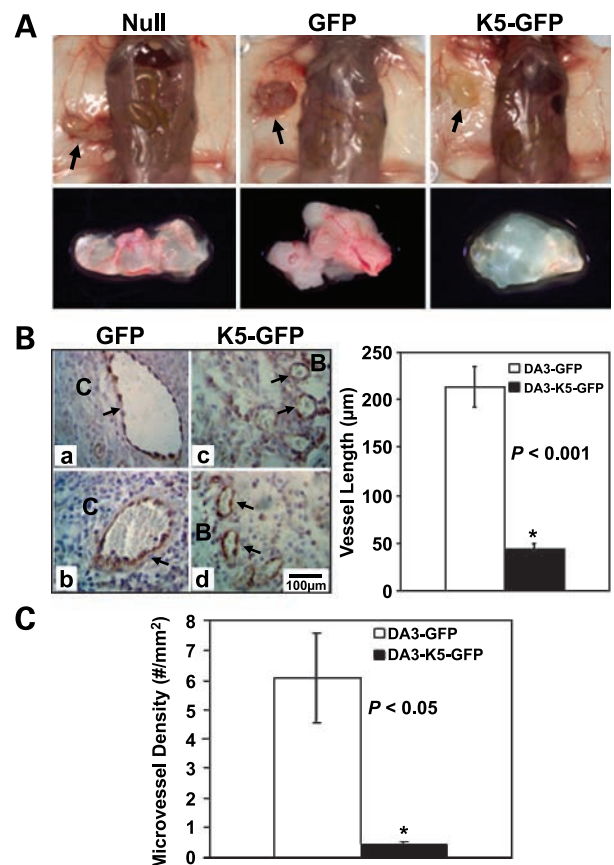 A
Null GFP K5-GFP
B
GFP K5-GFP
C
a
B
c
C
b
B
d
100µm
250
200
150
100
50
0
Vessel Length (µm)
DA3-GFP
DA3-K5-GFP
P < 0.001
*
C
8
7
6
5
4
3
2
1
0
Microvessel Density (#/mm²)
DA3-GFP
DA3-K5-GFP
P < 0.05
*